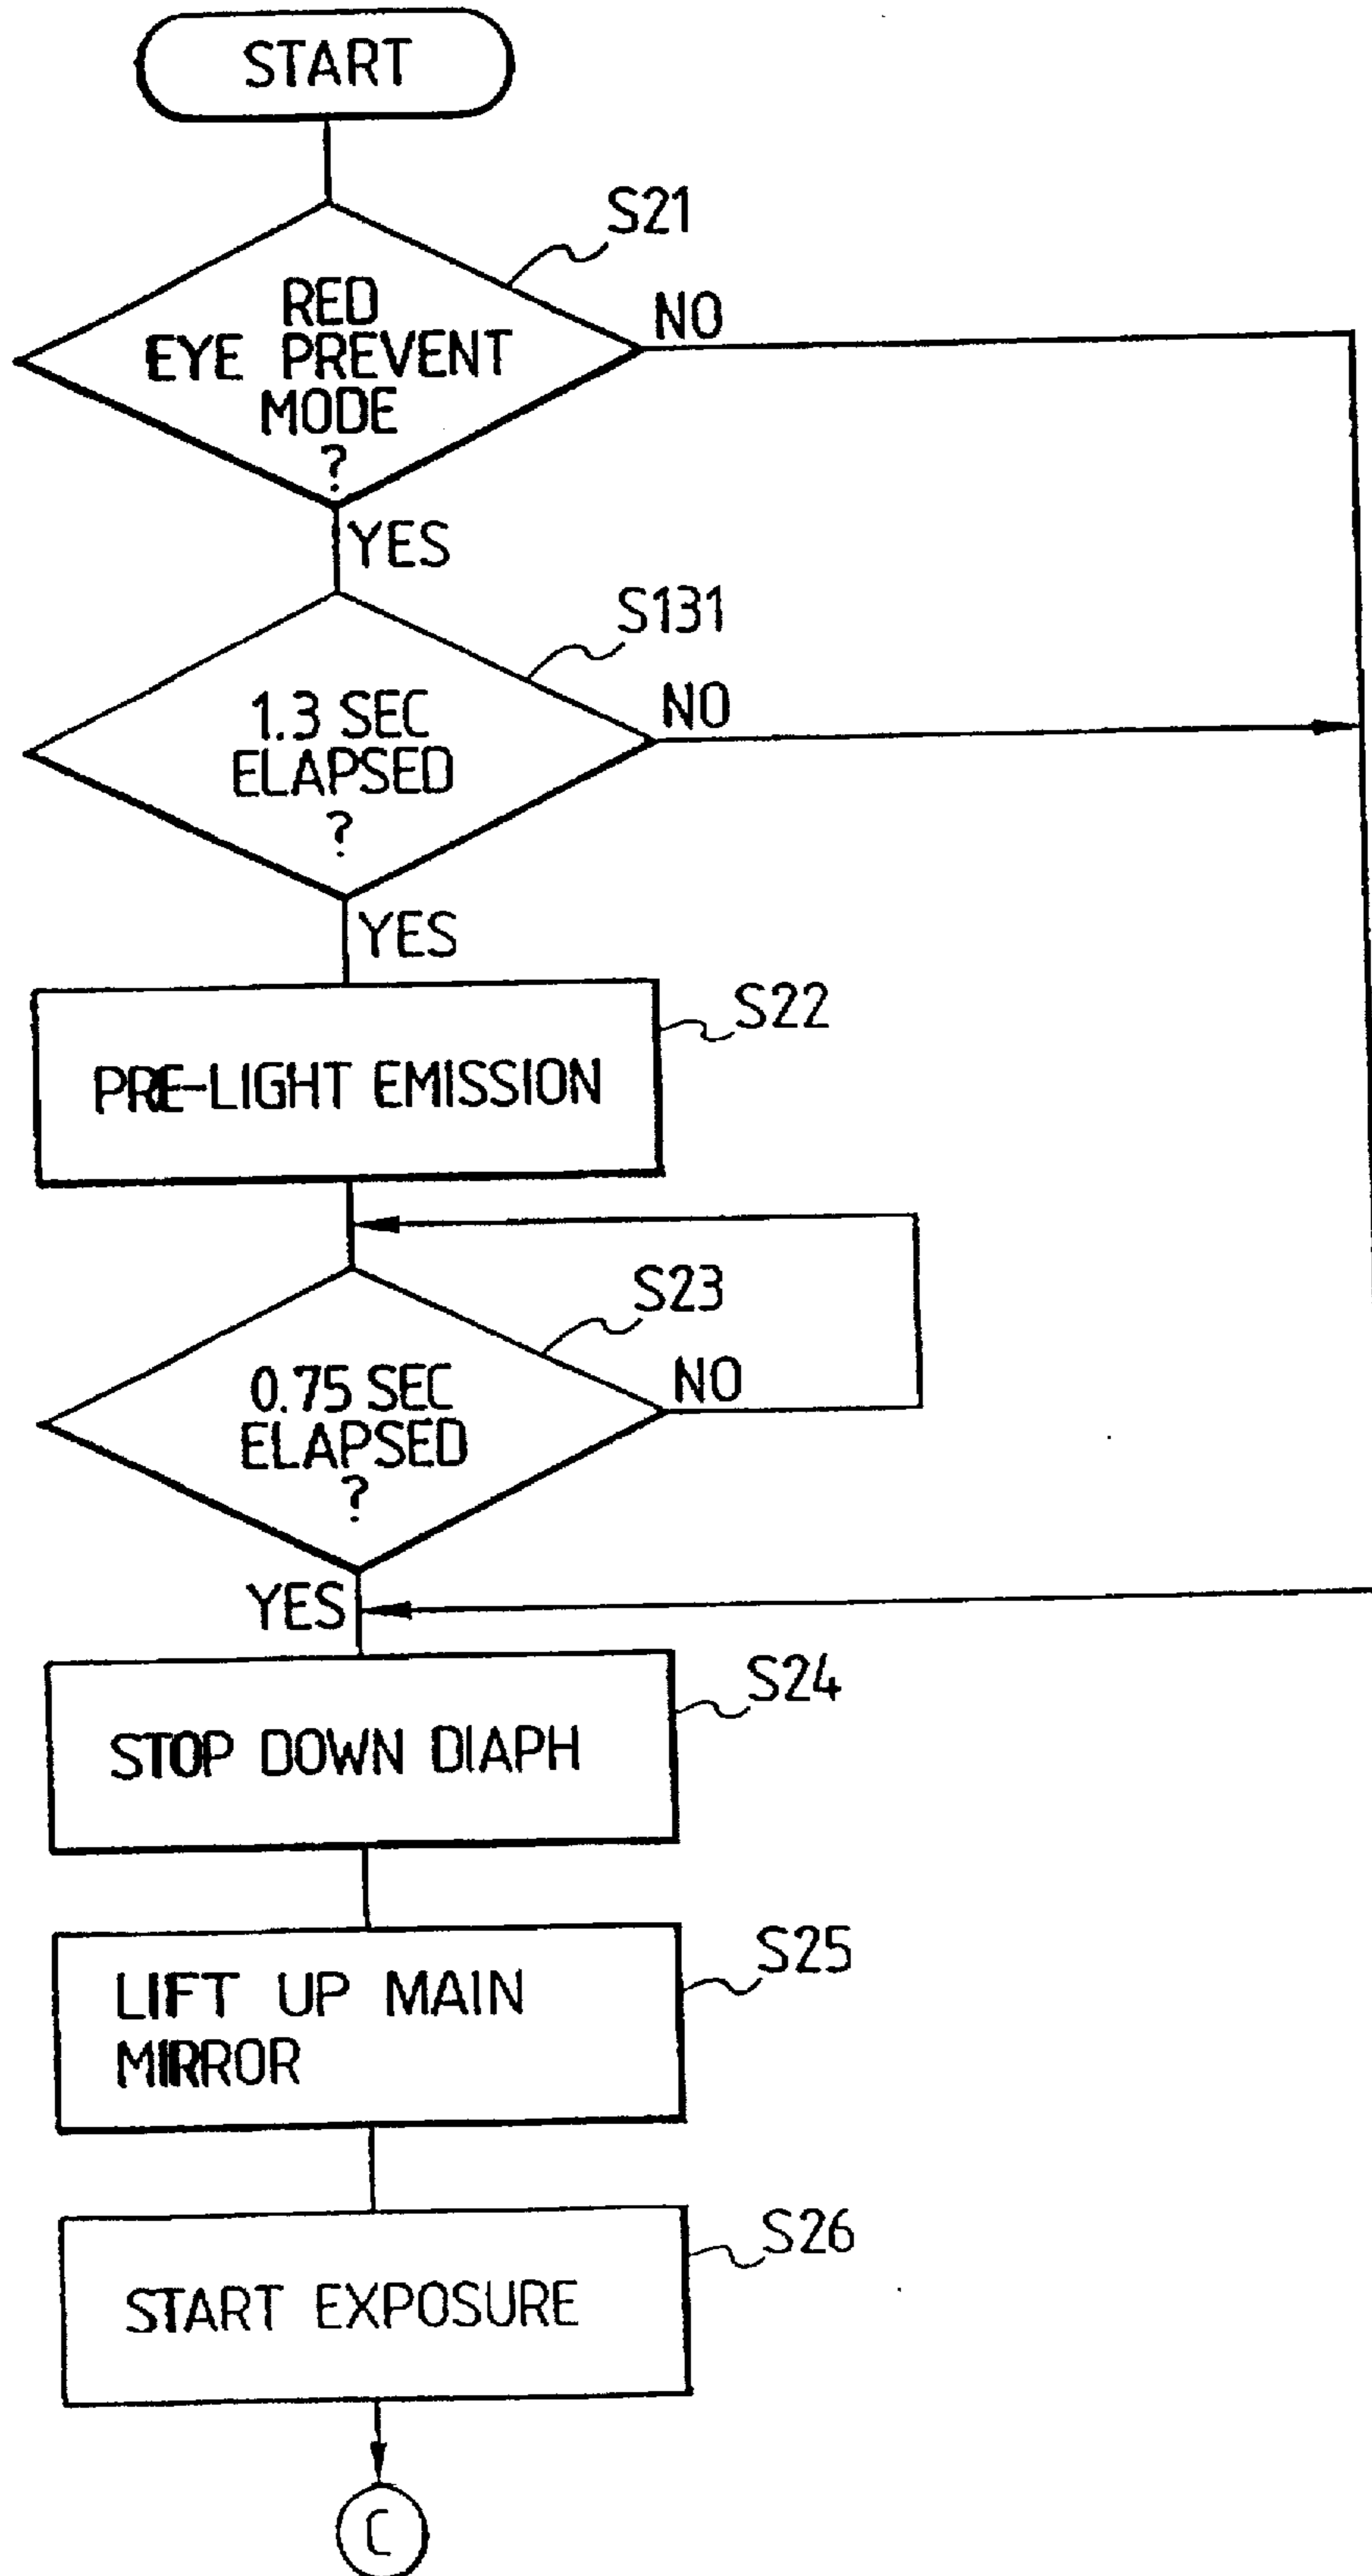 START
S21
RED
EYE PREVENT
MODE
?
NO
YES
S131
1.3 SEC
ELAPSED
?
NO
YES
S22
PRE-LIGHT EMISSION
S23
0.75 SEC
ELAPSED
?
NO
YES
S24
STOP DOWN DIAPH
S25
LIFT UP MAIN
MIRROR
S26
START EXPOSURE
C